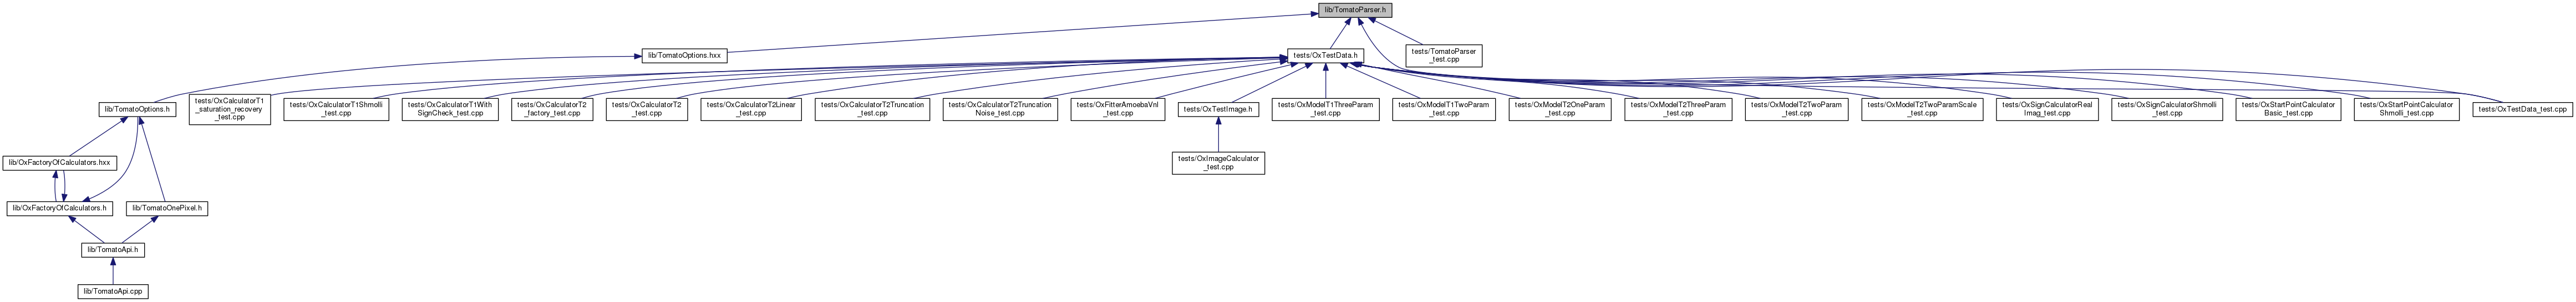 lib/TomatoParser.h
lib/TomatoOptions.hxx
tests/OxTestData.h
tests/TomatoParser
_test.cpp
lib/TomatoOptions.h
tests/OxCalculatorT1
_saturation_recovery
_test.cpp
tests/OxCalculatorT1Shmolli
_test.cpp
tests/OxCalculatorT1With
SignCheck_test.cpp
tests/OxCalculatorT2
_factory_test.cpp
tests/OxCalculatorT2
_test.cpp
tests/OxCalculatorT2Linear
_test.cpp
tests/OxCalculatorT2Truncation
_test.cpp
tests/OxCalculatorT2Truncation
Noise_test.cpp
tests/OxFitterAmoebaVnl
_test.cpp
tests/OxTestImage.h
tests/OxModelT1ThreeParam
_test.cpp
tests/OxModelT1TwoParam
_test.cpp
tests/OxModelT2OneParam
_test.cpp
tests/OxModelT2ThreeParam
_test.cpp
tests/OxModelT2TwoParam
_test.cpp
tests/OxModelT2TwoParamScale
_test.cpp
tests/OxSignCalculatorReal
Imag_test.cpp
tests/OxSignCalculatorShmolli
_test.cpp
tests/OxStartPointCalculator
Basic_test.cpp
tests/OxStartPointCalculator
Shmolli_test.cpp
tests/OxTestData_test.cpp
lib/OxFactoryOfCalculators.hxx
tests/OxImageCalculator
_test.cpp
lib/OxFactoryOfCalculators.h
lib/TomatoOnePixel.h
lib/TomatoApi.h
lib/TomatoApi.cpp